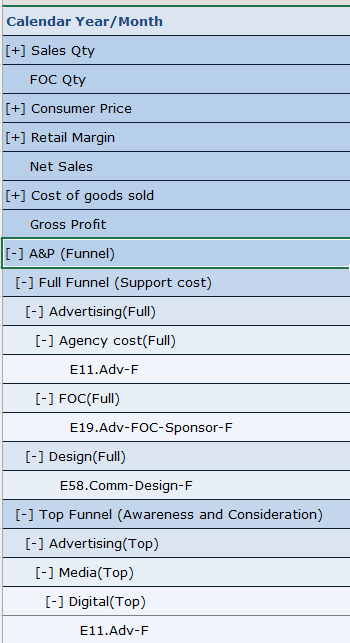 Calendar Year/Month
[+] Sales Qty
FOC Qty
[+] Consumer Price
[+] Retail Margin
Net Sales
[+] Cost of goods sold
Gross Profit
[-] A&P (Funnel)
[-] Full Funnel (Support cost)
[-] Advertising(Full)
[-] Agency cost(Full)
E11.Adv-F
[-] FOC(Full)
E19.Adv-FOC-Sponsor-F
[-] Design(Full)
E58.Comm-Design-F
[-] Top Funnel (Awareness and Consideration)
[-] Advertising(Top)
[-] Media(Top)
[-] Digital(Top)
E11.Adv-F